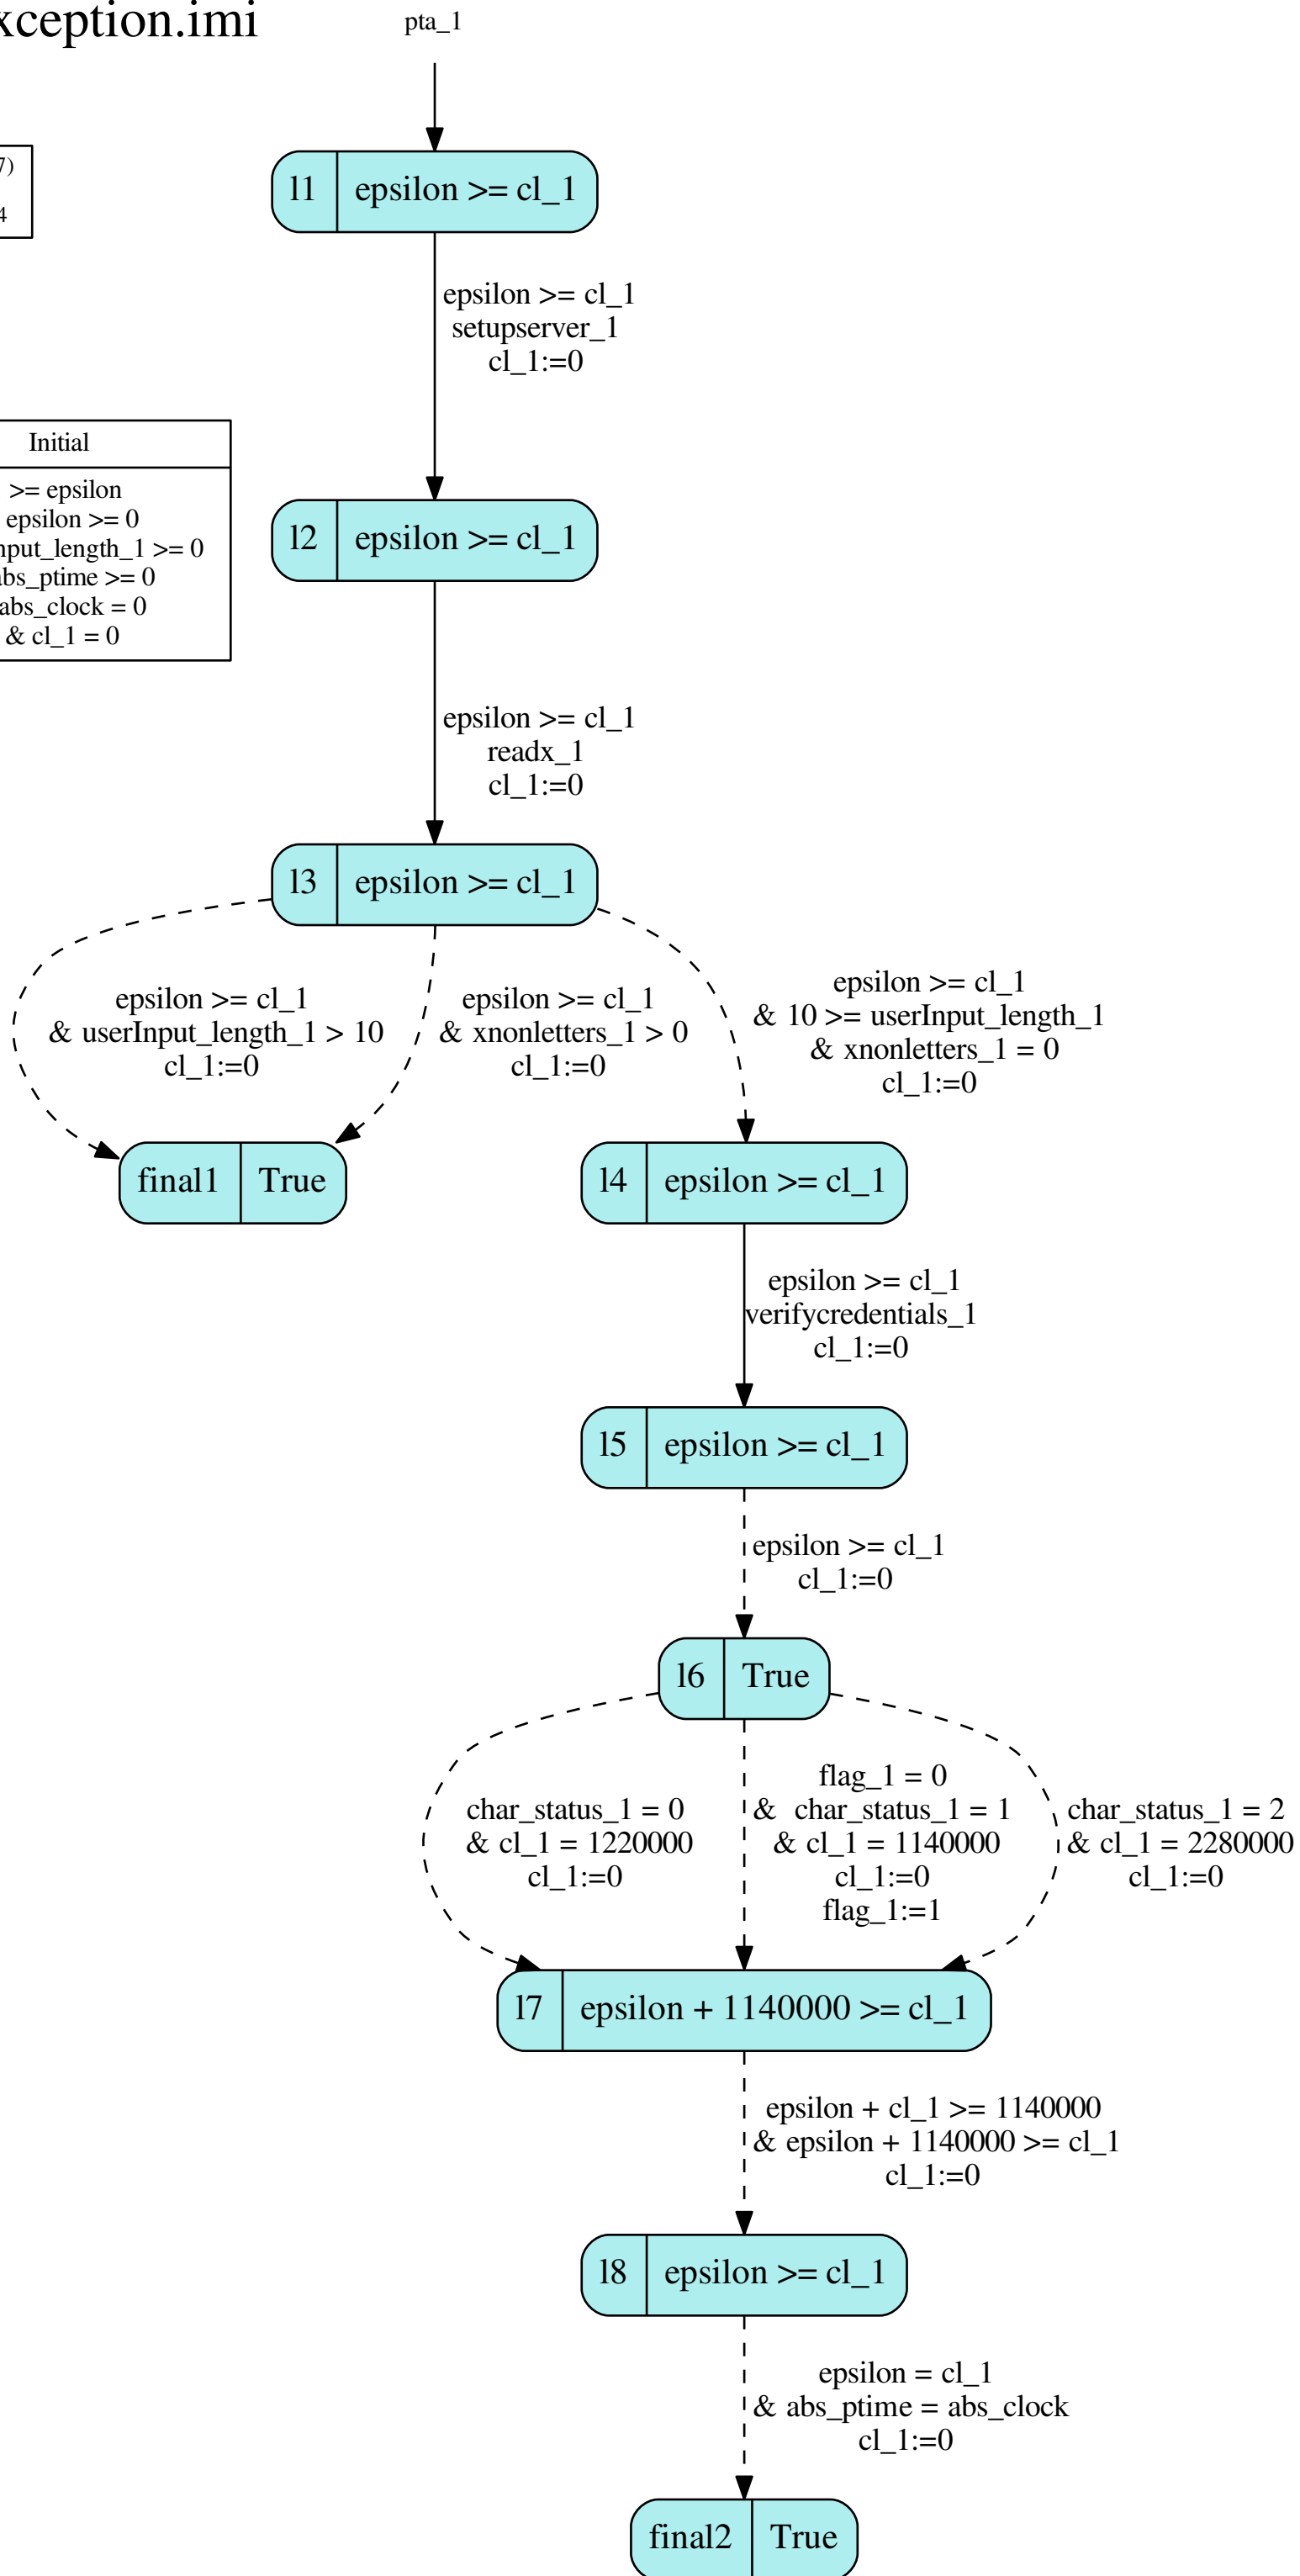 xception.imi
pta_1
7)
4
l1 epsilon >= cl_1
epsilon >= cl_1
setupserver_1
cl_1:=0
Initial
>= epsilon
epsilon >= 0
nput_length_1 >= 0
abs_ptime >= 0
abs_clock = 0
& cl_1 = 0
l2 epsilon >= cl_1
epsilon >= cl_1
readx_1
cl_1:=0
l3 epsilon >= cl_1
epsilon >= cl_1
& userInput_length_1 > 10
cl_1:=0
epsilon >= cl_1
& xnonletters_1 > 0
cl_1:=0
epsilon >= cl_1
& 10 >= userInput_length_1
& xnonletters_1 = 0
cl_1:=0
final1 True
l4 epsilon >= cl_1
epsilon >= cl_1
verifycredentials_1
cl_1:=0
l5 epsilon >= cl_1
epsilon >= cl_1
cl_1:=0
l6 True
char_status_1 = 0
& cl_1 = 1220000
cl_1:=0
flag_1 = 0
& char_status_1 = 1
& cl_1 = 1140000
cl_1:=0
flag_1:=1
char_status_1 = 2
& cl_1 = 2280000
cl_1:=0
l7 epsilon + 1140000 >= cl_1
epsilon + cl_1 >= 1140000
& epsilon + 1140000 >= cl_1
cl_1:=0
l8 epsilon >= cl_1
epsilon = cl_1
& abs_ptime = abs_clock
cl_1:=0
final2 True